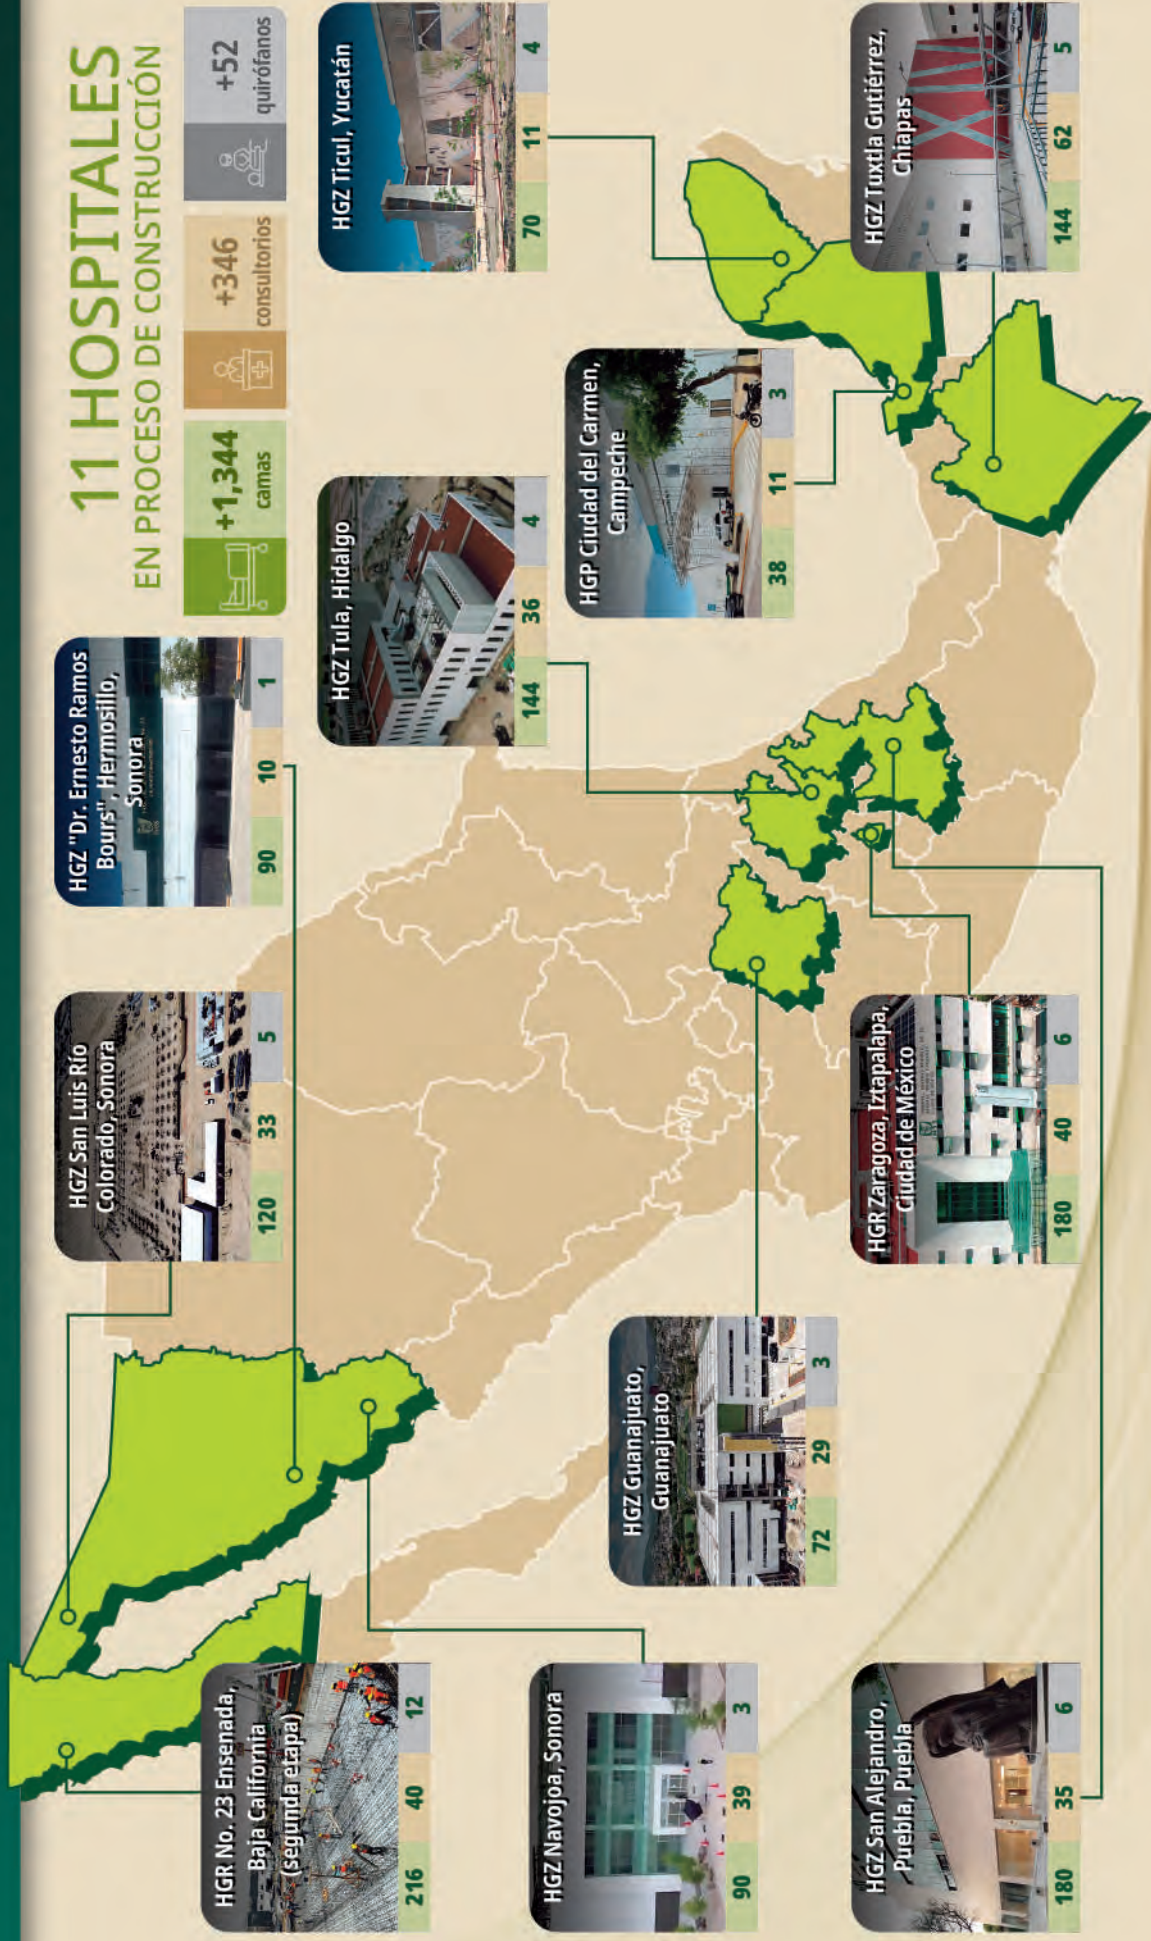 11 HOSPITALES
EN PROCESO DE CONSTRUCCIÓN
+1,344
camas
+346
consultorios
+52
quirófanos
HGR No. 23 Ensenada,
Baja California
(segunda etapa)
216 40 12
HGZ San Luis Río
Colorado, Sonora
120 33 5
HGZ "Dr. Ernesto Ramos
Bours", Hermosillo,
Sonora
90 10 1
HGZ Tula, Hidalgo
144 36 4
HGZ Ticul, Yucatán
70 11 4
HGZ Navojoa, Sonora
90 39 3
HGZ Guanajuato,
Guanajuato
72 29 3
HGP Ciudad del Carmen,
Campeche
38 11 3
HGZ San Alejandro,
Puebla, Puebla
180 35 6
HGR Zaragoza, Iztapalapa,
Ciudad de México
180 40 6
HGZ Tuxtla Gutiérrez,
Chiapas
144 62 5